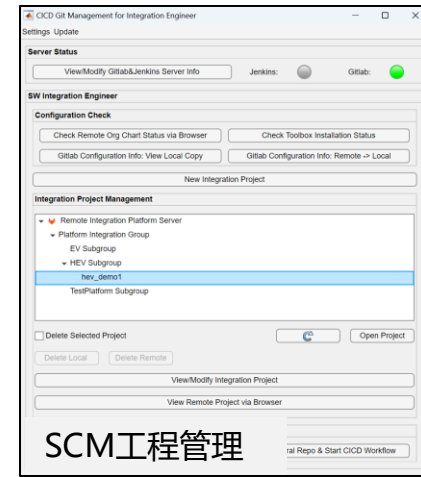 CICD Git Management for Integration Engineer
Settings Update
Server Status
View/Modify Gitlab&Jenkins Server Info
Jenkins:
Gitlab:
SW Integration Engineer
Configuration Check
Check Remote Org Chart Status via Browser
Check Toolbox Installation Status
Gitlab Configuration Info: View Local Copy
Gitlab Configuration Info: Remote -> Local
New Integration Project
Integration Project Management
Remote Integration Platform Server
Platform Integration Group
EV Subgroup
HEV Subgroup
hev_demo1
TestPlatform Subgroup
Delete Selected Project
Open Project
Delete Local
Delete Remote
View/Modify Integration Project
View Remote Project via Browser
ral Repo & Start CICD Workflow
SCM工程管理